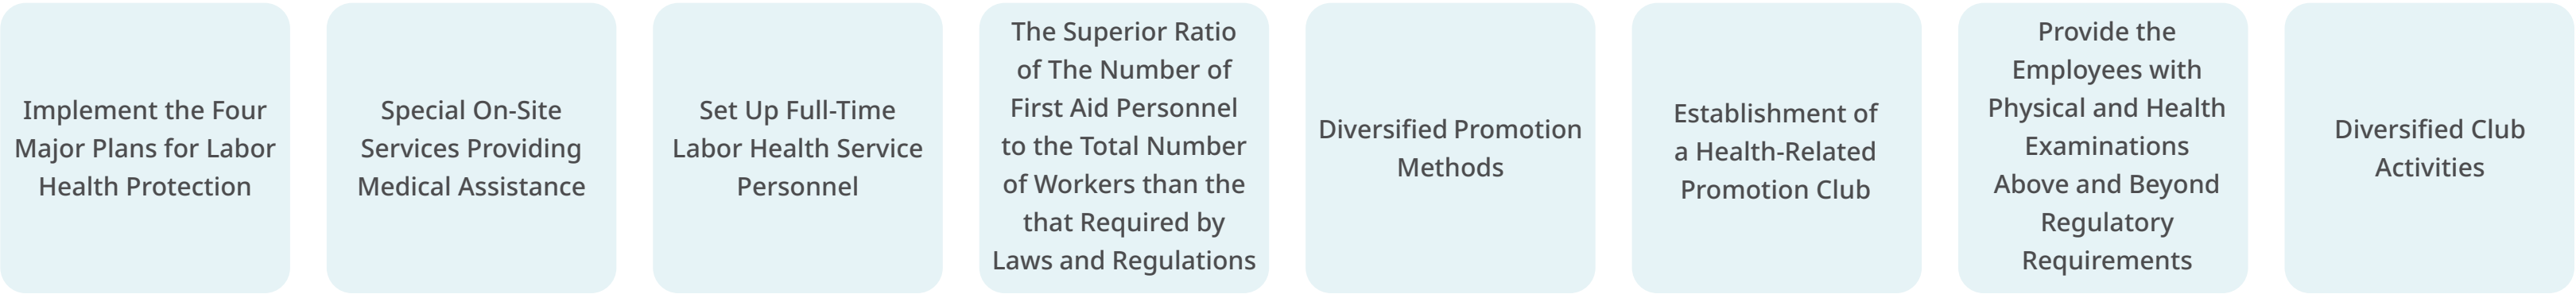 Implement the Four
Major Plans for Labor
Health Protection
Special On-Site
Services Providing
Medical Assistance
Set Up Full-Time
Labor Health Service
Personnel
The Superior Ratio
of The Number of
First Aid Personnel
to the Total Number
of Workers than the
that Required by
Laws and Regulations
Diversified Promotion
Methods
Establishment of
a Health-Related
Promotion Club
Provide the
Employees with
Physical and Health
Examinations
Above and Beyond
Regulatory
Requirements
Diversified Club
Activities